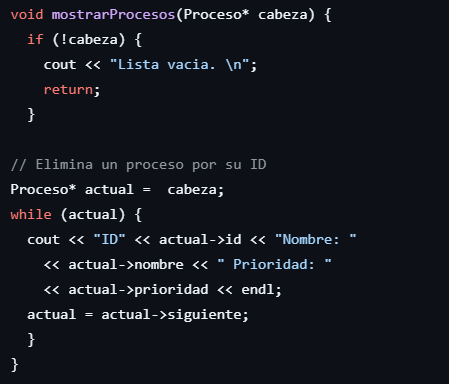 void mostrarProcesos(Proceso* cabeza) {
  if (!cabeza) {
    cout << "Lista vacia. \n";
    return;
  }

// Elimina un proceso por su ID
Proceso* actual =  cabeza;
while (actual) {
  cout << "ID" << actual->id << "Nombre: "
    << actual->nombre << " Prioridad: "
    << actual->prioridad << endl;
  actual = actual->siguiente;
  }
}